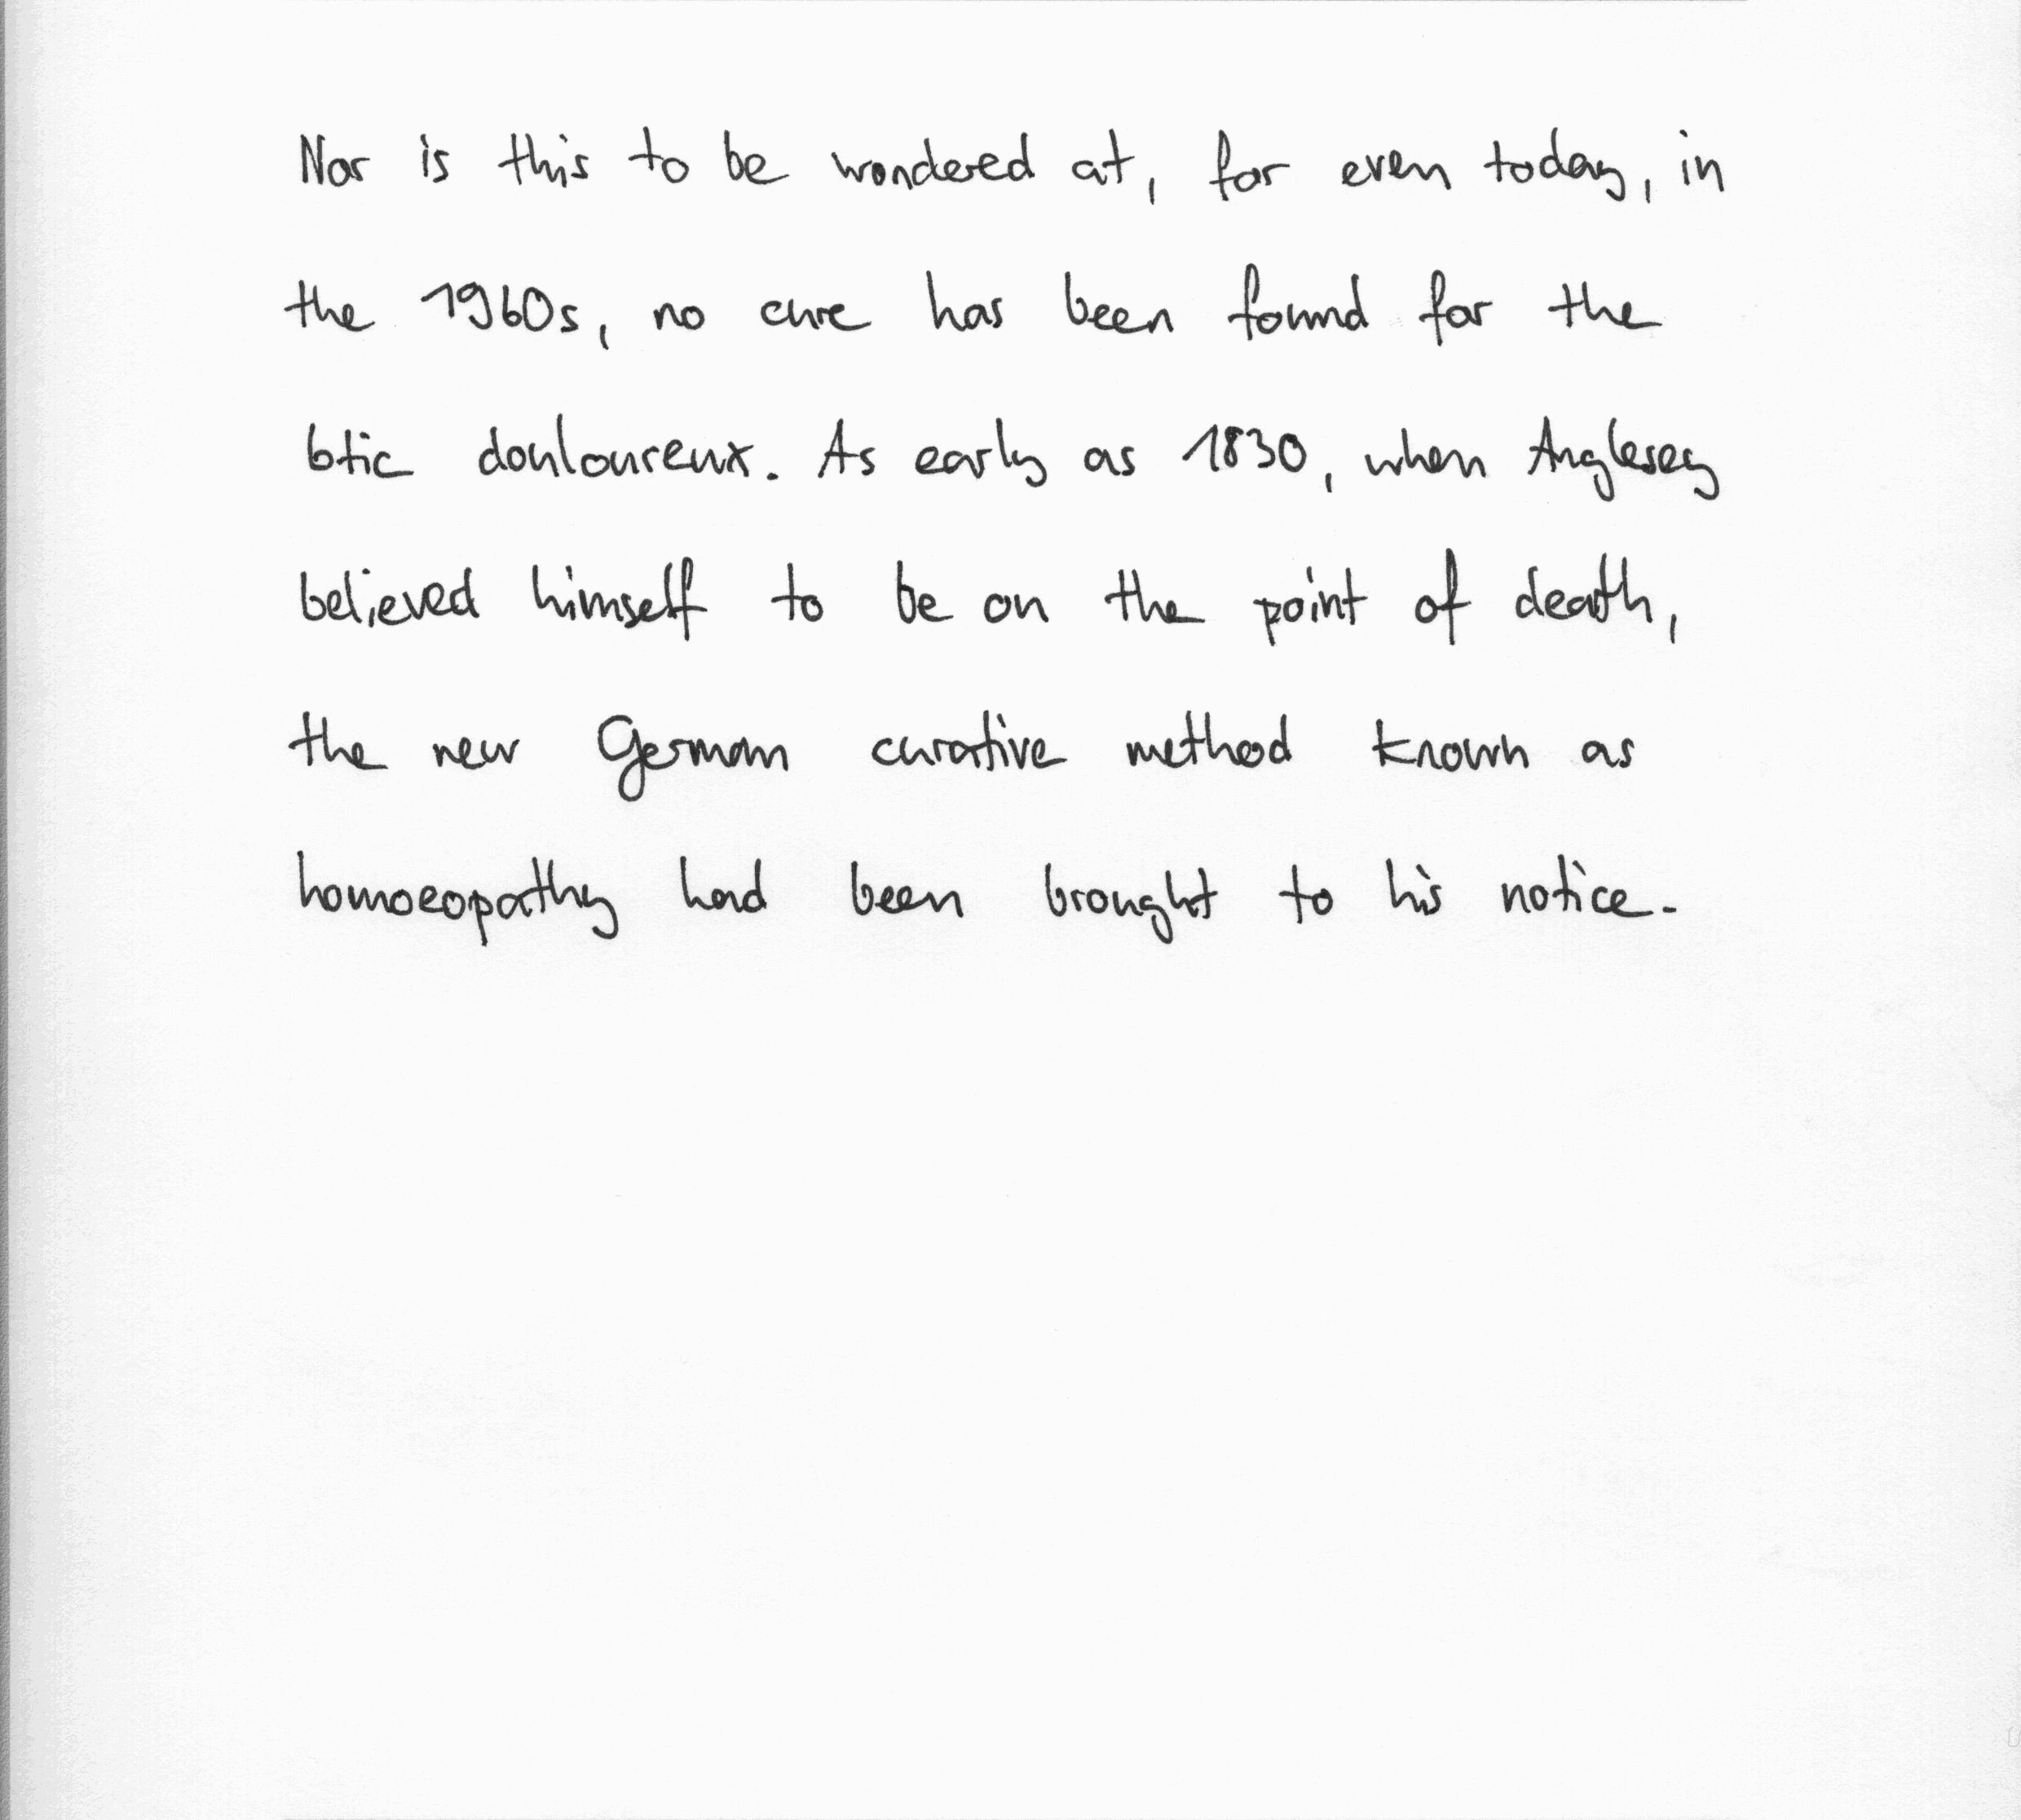 Nor is this to be wondered at, for even today, in
the 1960s, no cure has been found for the
btic douloureux. As early as 1830, when Anglesey
believed himself to be on the point of death,
the new German curative method known as
homoeopathy had been brought to his notice.